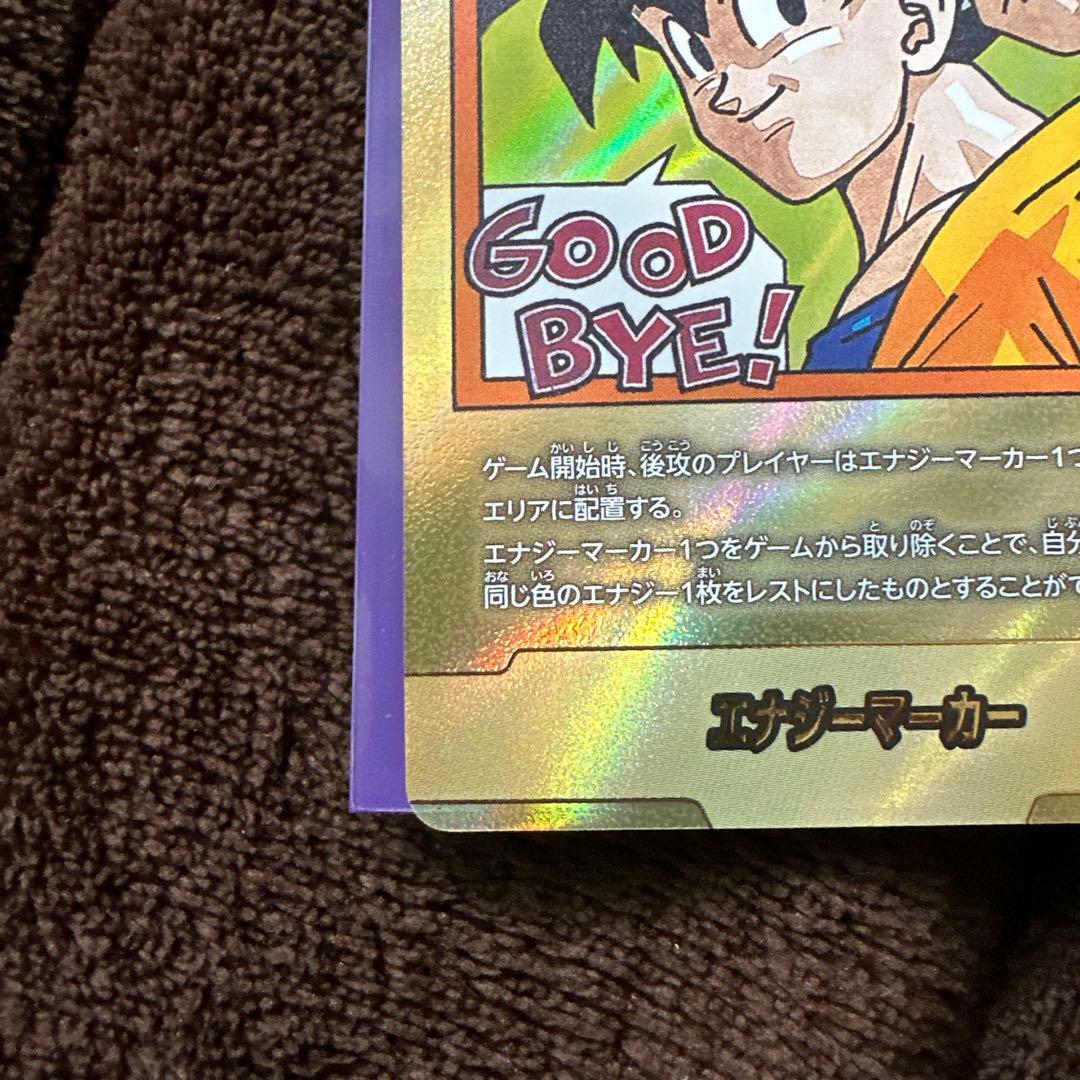 GOOD
BYE!
ゲーム開始時、後攻のプレイヤーはエナジーマーカー1つ
エリアに配置する。
エナジーマーカー1つをゲームから取り除くことで、自分
同じ色のエナジー1枚をレストにしたものとすることがで
エナジーマーカー